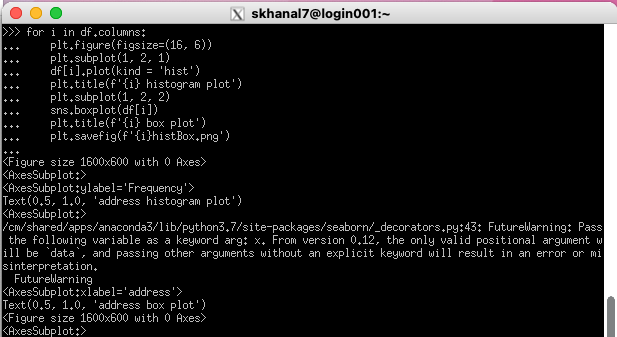 skhanal7@login001:~
>>> for i in df.columns:
...     plt.figure(figsize=(16, 6))
...     plt.subplot(1, 2, 1)
...     df[i].plot(kind = 'hist')
...     plt.title(f'{i} histogram plot')
...     plt.subplot(1, 2, 2)
...     sns.boxplot(df[i])
...     plt.title(f'{i} box plot')
...     plt.savefig(f'{i}histBox.png')
...
<Figure size 1600x600 with 0 Axes>
<AxesSubplot:>
<AxesSubplot:ylabel='Frequency'>
Text(0.5, 1.0, 'address histogram plot')
<AxesSubplot:>
/cm/shared/apps/anaconda3/lib/python3.7/site-packages/seaborn/_decorators.py:43: FutureWarning: Pass
 the following variable as a keyword arg: x. From version 0.12, the only valid positional argument w
ill be `data`, and passing other arguments without an explicit keyword will result in an error or mi
sinterpretation.
  FutureWarning
<AxesSubplot:xlabel='address'>
Text(0.5, 1.0, 'address box plot')
<Figure size 1600x600 with 0 Axes>
<AxesSubplot:>